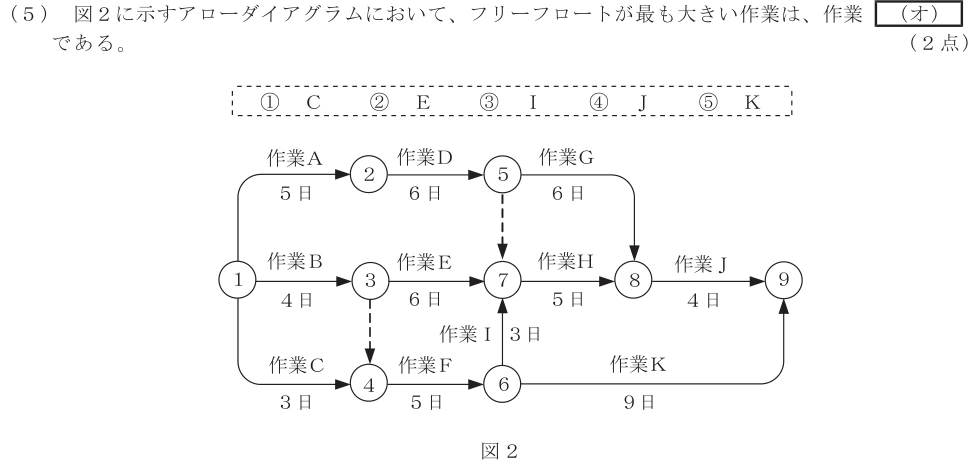 (5) 図2に示すアローダイアグラムにおいて、フリーフロートが最も大きい作業は、作業 (オ)
である。 (2点)
① C ② E ③ I ④ J ⑤ K
作業A 作業D 作業G
2 5
5日 6日 6日
作業B 作業E 作業H 作業J
1 3 7 8 9
4日 6日 5日 4日
作業I 3日
作業C 作業F 作業K
4 6
3日 5日 9日
図2